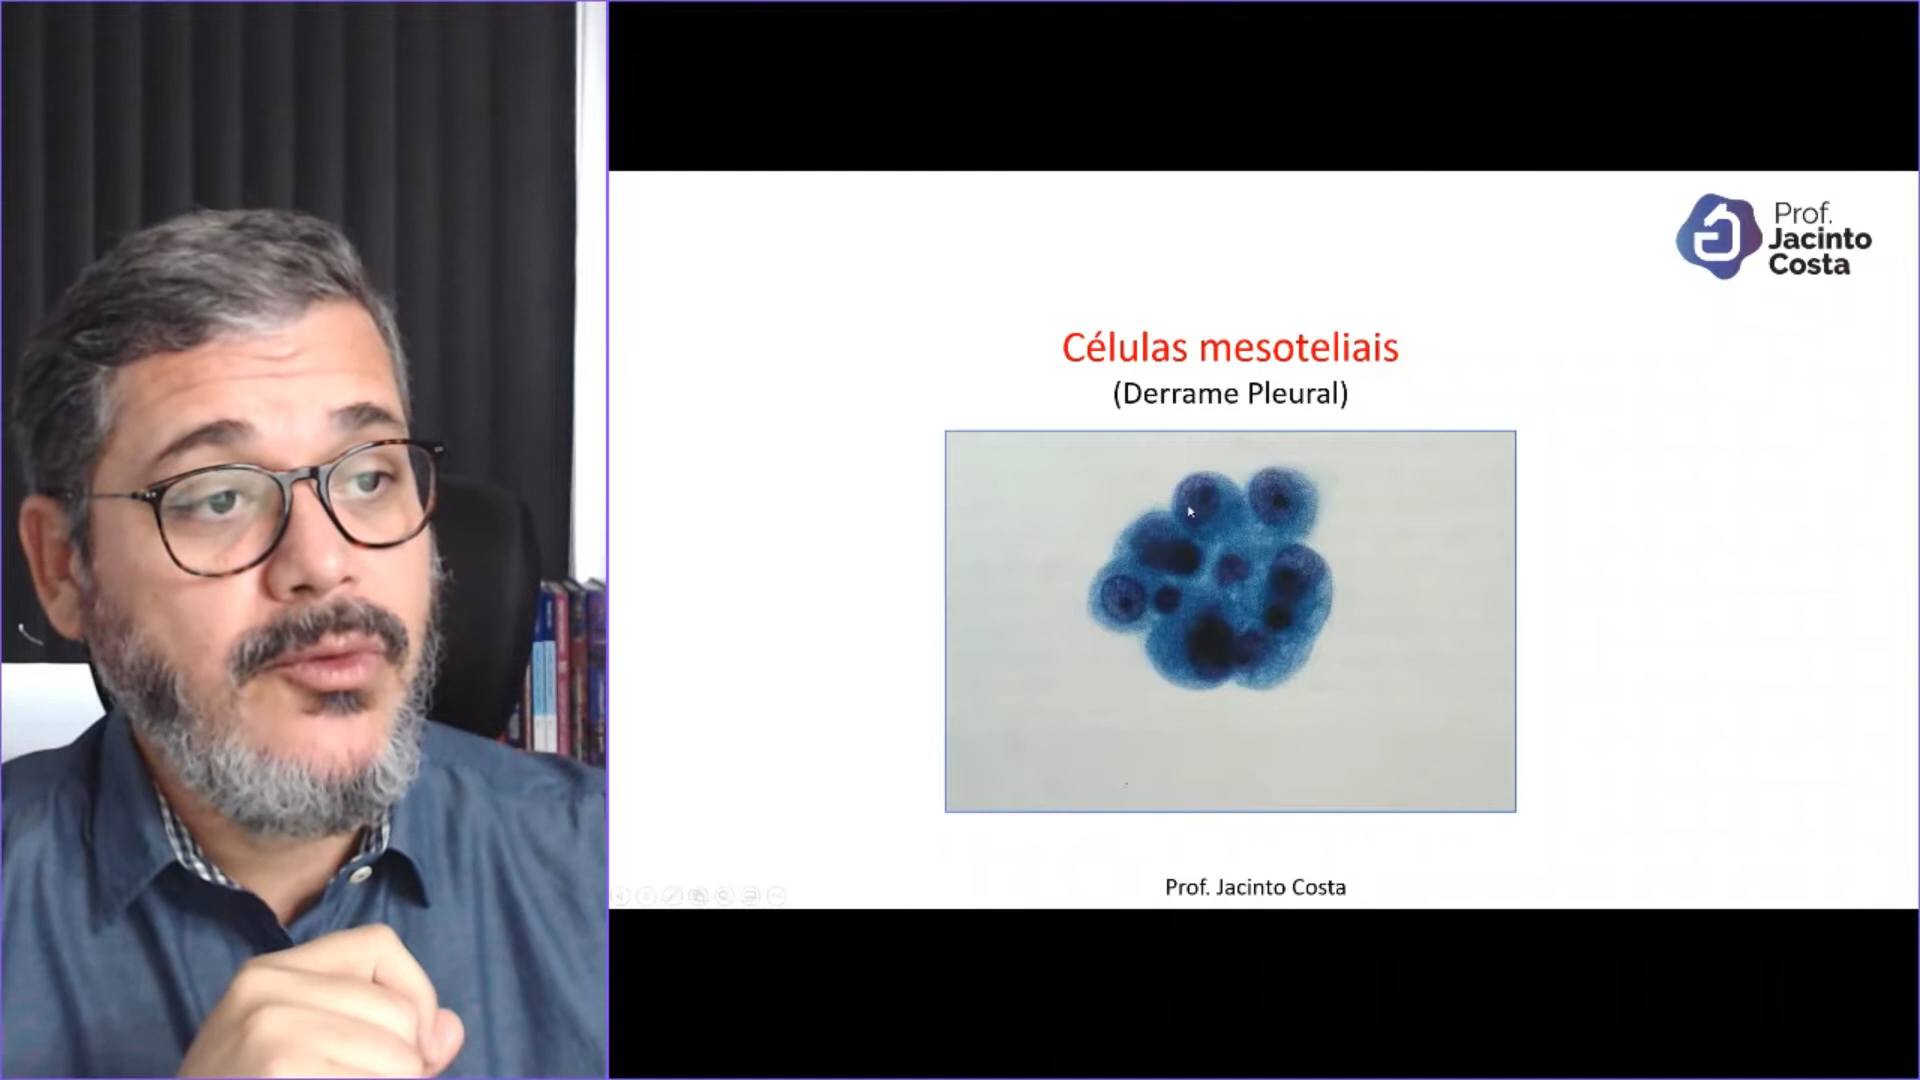 Prof.
Jacinto
Costa
Células mesoteliais
(Derrame Pleural)
Prof. Jacinto Costa